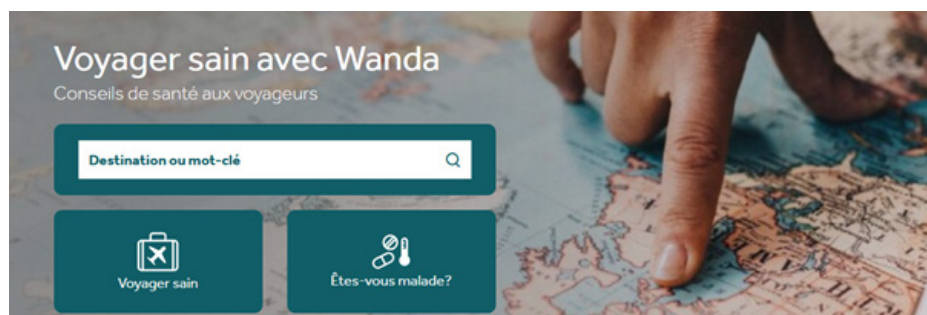 Voyager sain avec Wanda
Conseils de santé aux voyageurs
Destination ou mot-clé
Voyager sain
Êtes-vous malade?